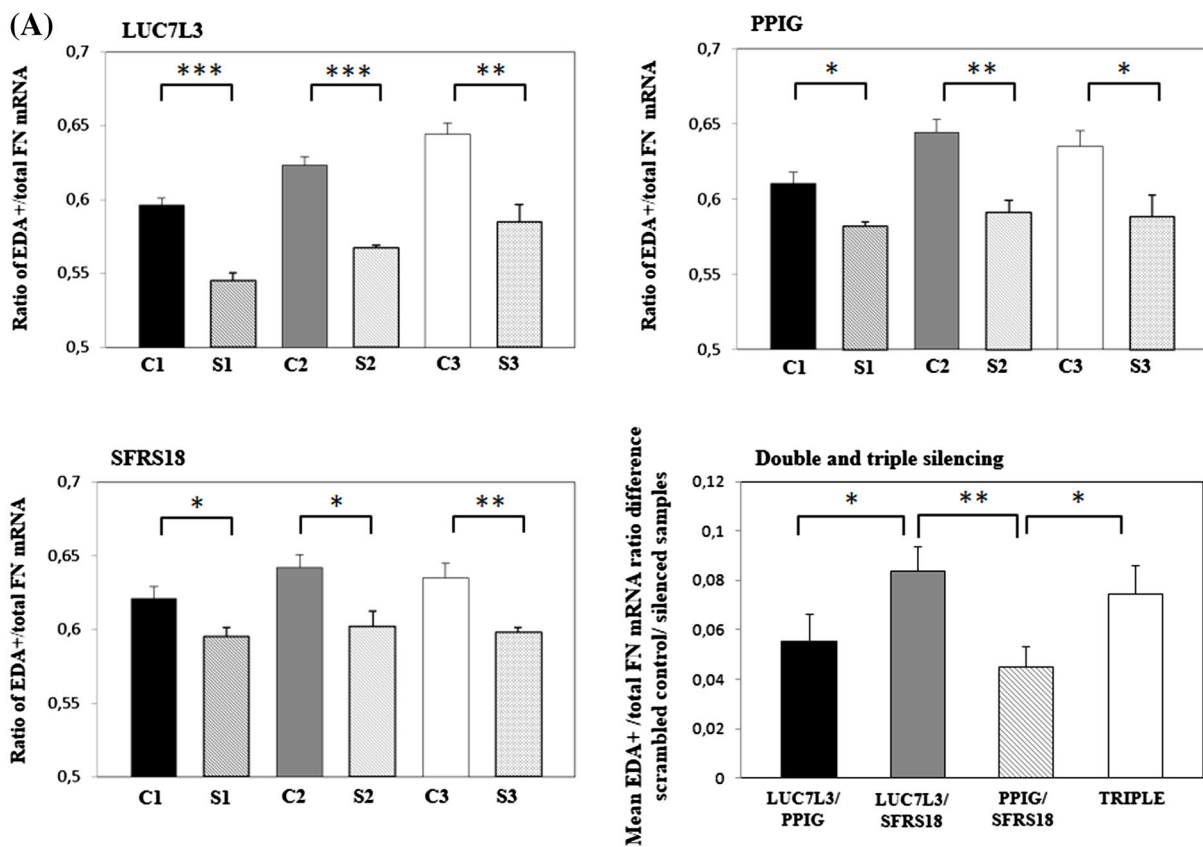 (A)
LUC7L3
Ratio of EDA+/total FN mRNA
0,7
0,65
0,6
0,55
0,5
***
***
**
C1 S1 C2 S2 C3 S3
PPIG
Ratio of EDA+/total FN mRNA
0,7
0,65
0,6
0,55
0,5
*
**
*
C1 S1 C2 S2 C3 S3
SFRS18
Ratio of EDA+/total FN mRNA
0,7
0,65
0,6
0,55
0,5
*
*
**
C1 S1 C2 S2 C3 S3
Double and triple silencing
Mean EDA+ /total FN mRNA ratio difference
scrambled control/ silenced samples
0,12
0,1
0,08
0,06
0,04
0,02
0
*
**
*
LUC7L3/
PPIG
LUC7L3/
SFRS18
PPIG/
SFRS18
TRIPLE